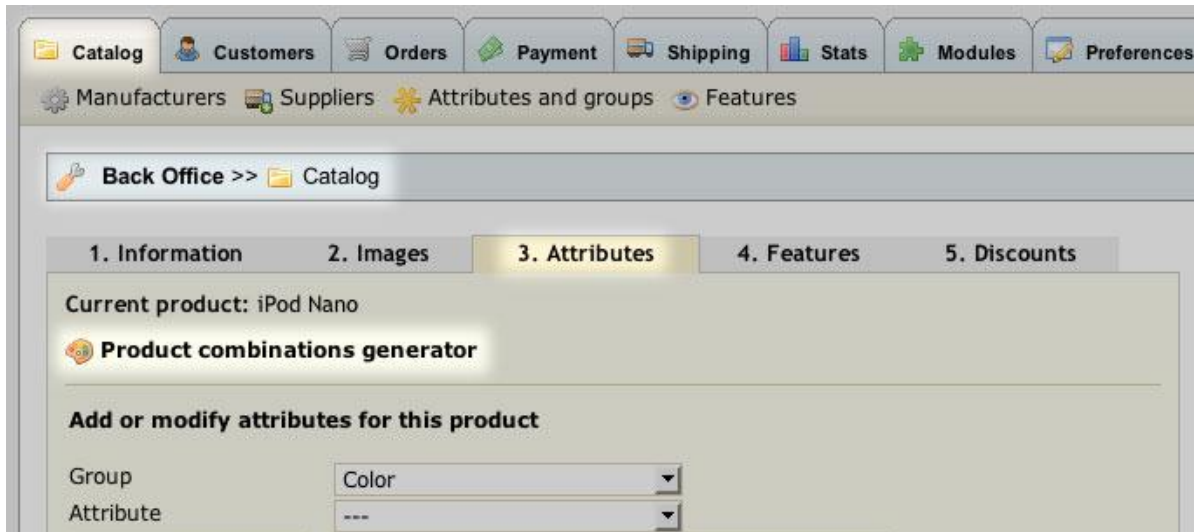 Catalog Customers Orders Payment Shipping Stats Modules Preferences
Manufacturers Suppliers Attributes and groups Features
Back Office >> Catalog
1. Information 2. Images 3. Attributes 4. Features 5. Discounts
Current product: iPod Nano
Product combinations generator
Add or modify attributes for this product
Group Color
Attribute ---